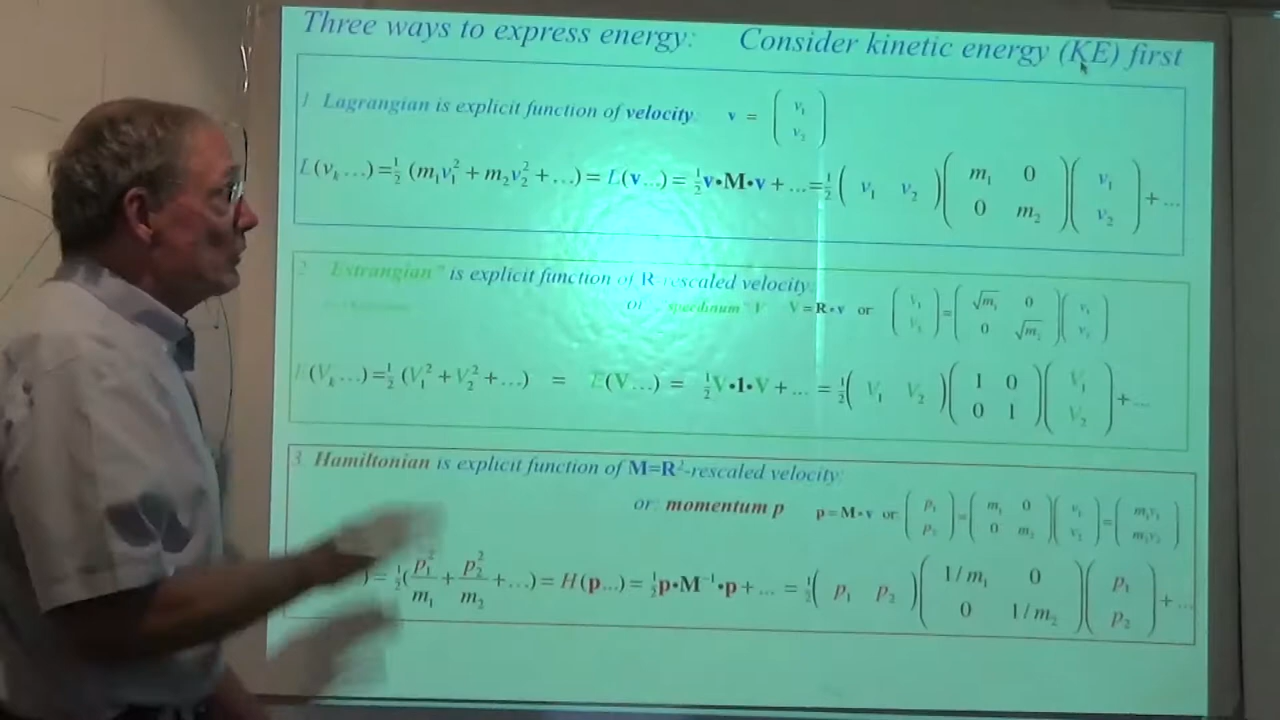 Three ways to express energy: Consider kinetic energy (KE) first
1. Lagrangian is explicit function of velocity: v = ( v₁ ; v₂ )
L(vₖ…) = ½ (m₁v₁² + m₂v₂² + …) = L(v…) = ½v•M•v + … = ½( v₁ v₂ )( m₁ 0 ; 0 m₂ )( v₁ ; v₂ ) + …
2. "Estrangian" is explicit function of R-rescaled velocity:
or "speedinum" V V = R•v or ( V₁ ; V₂ ) = ( √m₁ 0 ; 0 √m₂ )( v₁ ; v₂ )
E(Vₖ…) = ½ (V₁² + V₂² + …) = E(V…) = ½V•1•V + … = ½( V₁ V₂ )( 1 0 ; 0 1 )( V₁ ; V₂ ) + …
3. Hamiltonian is explicit function of M=R²-rescaled velocity:
or: momentum p p = M•v or: ( p₁ ; p₂ ) = ( m₁ 0 ; 0 m₂ )( v₁ ; v₂ ) = ( m₁v₁ ; m₂v₂ )
) = ½(p₁²/m₁ + p₂²/m₂ + …) = H(p…) = ½p•M⁻¹•p + … = ½( p₁ p₂ )( 1/m₁ 0 ; 0 1/m₂ )( p₁ ; p₂ ) + …